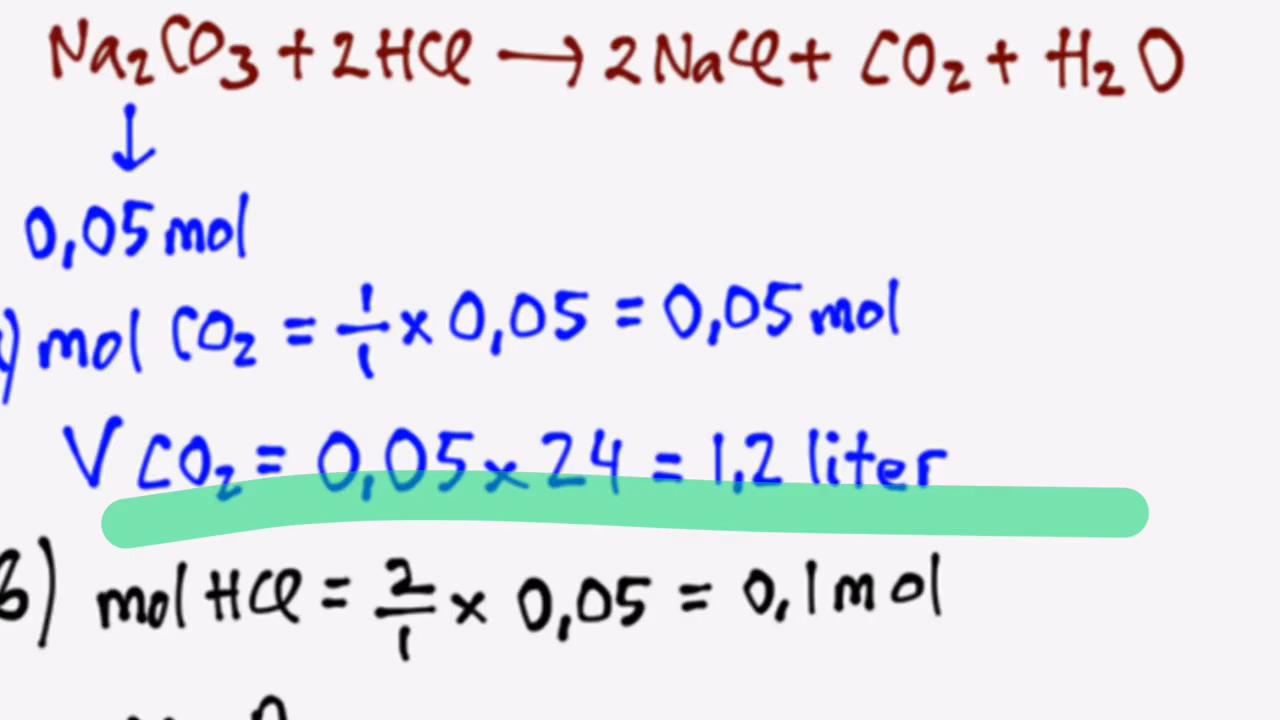 Na₂CO₃ + 2HCl → 2NaCl + CO₂ + H₂O
↓
0,05 mol
) mol CO₂ = 1/1 x 0,05 = 0,05 mol
V CO₂ = 0,05 x 24 = 1,2 liter
b) mol HCl = 2/1 x 0,05 = 0,1 mol